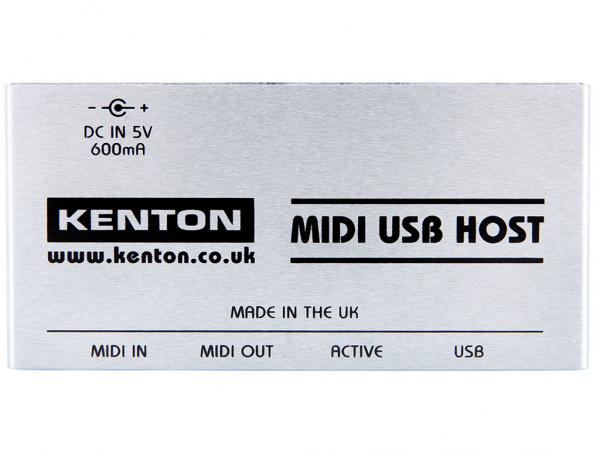 - +
DC IN 5V
600mA
KENTON
www.kenton.co.uk
MIDI USB HOST
MADE IN THE UK
MIDI IN MIDI OUT ACTIVE USB